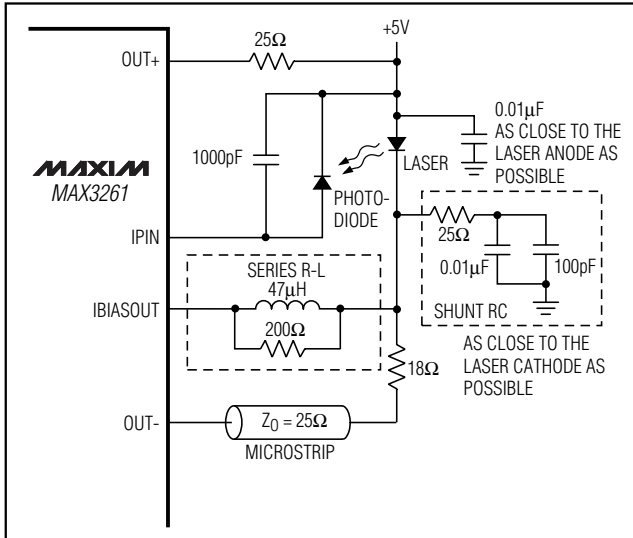 +5V
25Ω
OUT+
0.01µF
AS CLOSE TO THE
LASER ANODE AS
POSSIBLE
1000pF
LASER
MAXIM
MAX3261
PHOTO-
DIODE
IPIN
25Ω
0.01µF
100pF
SHUNT RC
SERIES R-L
47µH
IBIASOUT
200Ω
AS CLOSE TO THE
LASER CATHODE AS
POSSIBLE
18Ω
OUT-
Z0 = 25Ω
MICROSTRIP